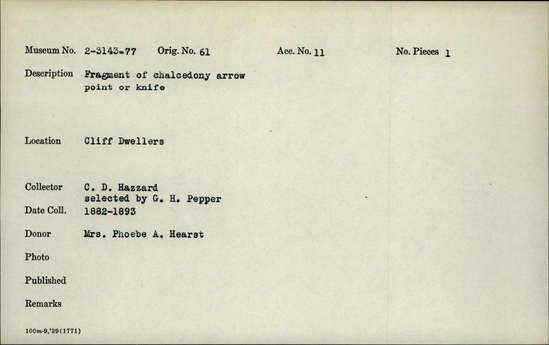 Museum No. 2-3143-77 Orig. No. 61 Acc. No. 11 No. Pieces 1
Description Fragment of chalcedony arrow
point or knife
Location Cliff Dwellers
Collector C. D. Hazzard
selected by G. H. Pepper
Date Coll. 1882-1893
Donor Mrs. Phoebe A. Hearst
Photo
Published
Remarks
100m-9,'39(1771)